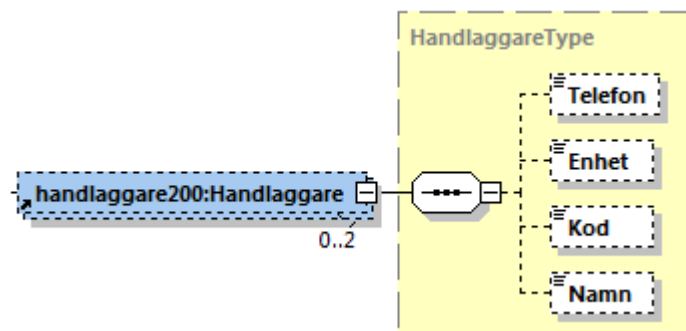 HandlaggareType
Telefon
Enhet
handlaggare200:Handlaggare
0..2
Kod
Namn